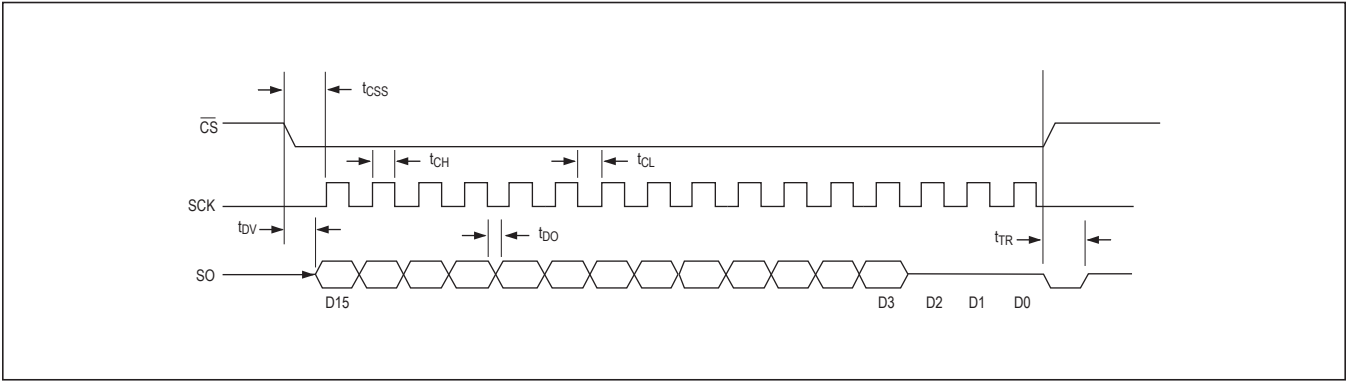 tCSS
CS
tCH
tCL
SCK
tDV
tDO
tTR
SO
D15
D3
D2
D1
D0